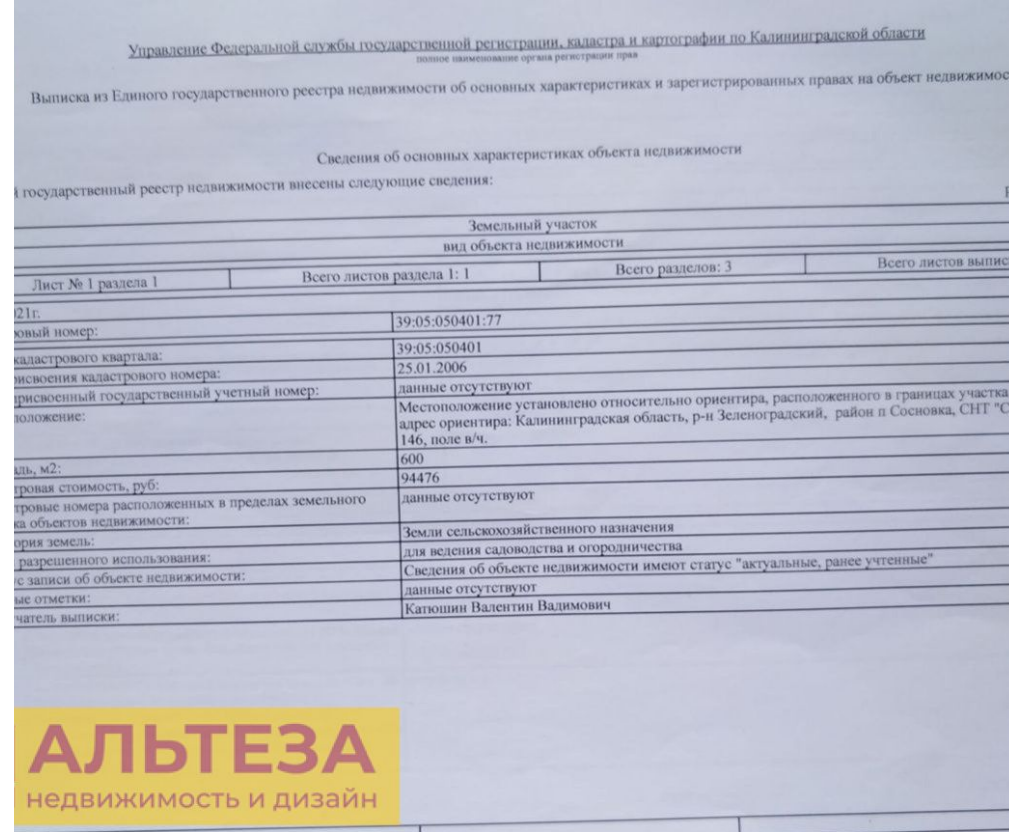 Управление Федеральной службы государственной регистрации, кадастра и картографии по Калининградской области
полное наименование органа регистрации прав
Выписка из Единого государственного реестра недвижимости об основных характеристиках и зарегистрированных правах на объект недвижимос
Сведения об основных характеристиках объекта недвижимости
й государственный реестр недвижимости внесены следующие сведения:
Земельный участок
вид объекта недвижимости
Лист № 1 раздела 1 Всего листов раздела 1: 1 Всего разделов: 3 Всего листов выпис
021г.
ровый номер: 39:05:050401:77
кадастрового квартала: 39:05:050401
рисвоения кадастрового номера: 25.01.2006
присвоенный государственный учетный номер: данные отсутствуют
положение: Местоположение установлено относительно ориентира, расположенного в границах участка
адрес ориентира: Калининградская область, р-н Зеленоградский, район п Сосновка, СНТ "С
146, поле в/ч.
адь, м2: 600
тровая стоимость, руб: 94476
тровые номера расположенных в пределах земельного данные отсутствуют
ка объектов недвижимости:
ория земель: Земли сельскохозяйственного назначения
разрешенного использования: для ведения садоводства и огородничества
ус записи об объекте недвижимости: Сведения об объекте недвижимости имеют статус "актуальные, ранее учтенные"
ые отметки: данные отсутствуют
чатель выписки: Катюшин Валентин Вадимович
АЛЬТЕЗА
недвижимость и дизайн